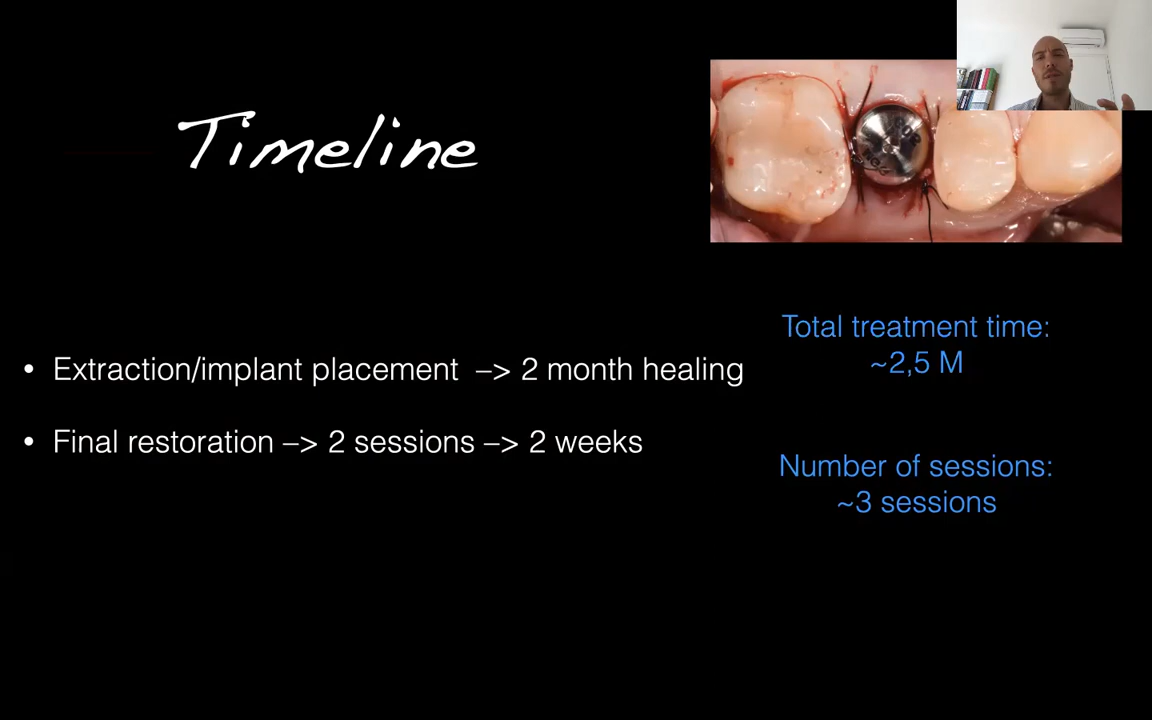 Timeline
• Extraction/implant placement –> 2 month healing
• Final restoration –> 2 sessions –> 2 weeks
Total treatment time:
~2,5 M
Number of sessions:
~3 sessions